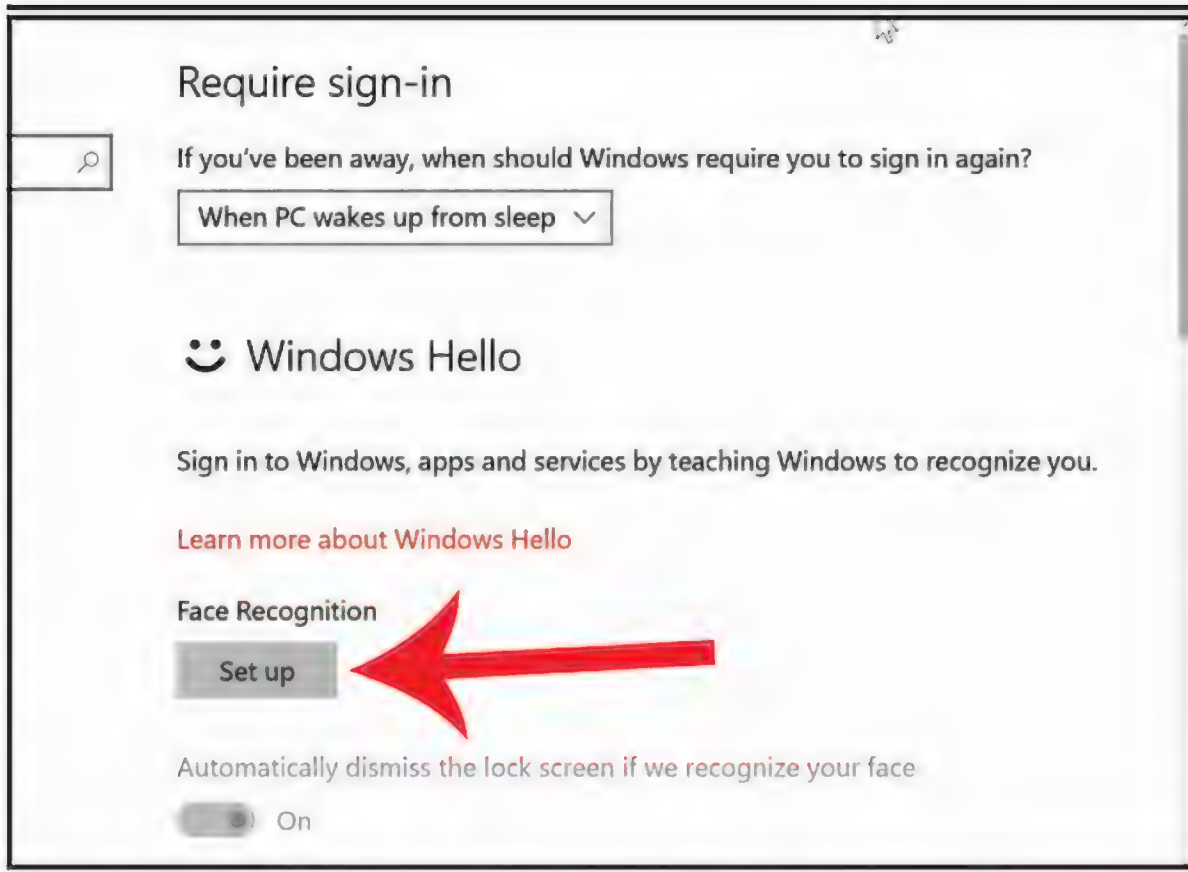 Require sign-in
If you've been away, when should Windows require you to sign in again?
When PC wakes up from sleep
Windows Hello
Sign in to Windows, apps and services by teaching Windows to recognize you.
Learn more about Windows Hello
Face Recognition
Set up
Automatically dismiss the lock screen if we recognize your face
On